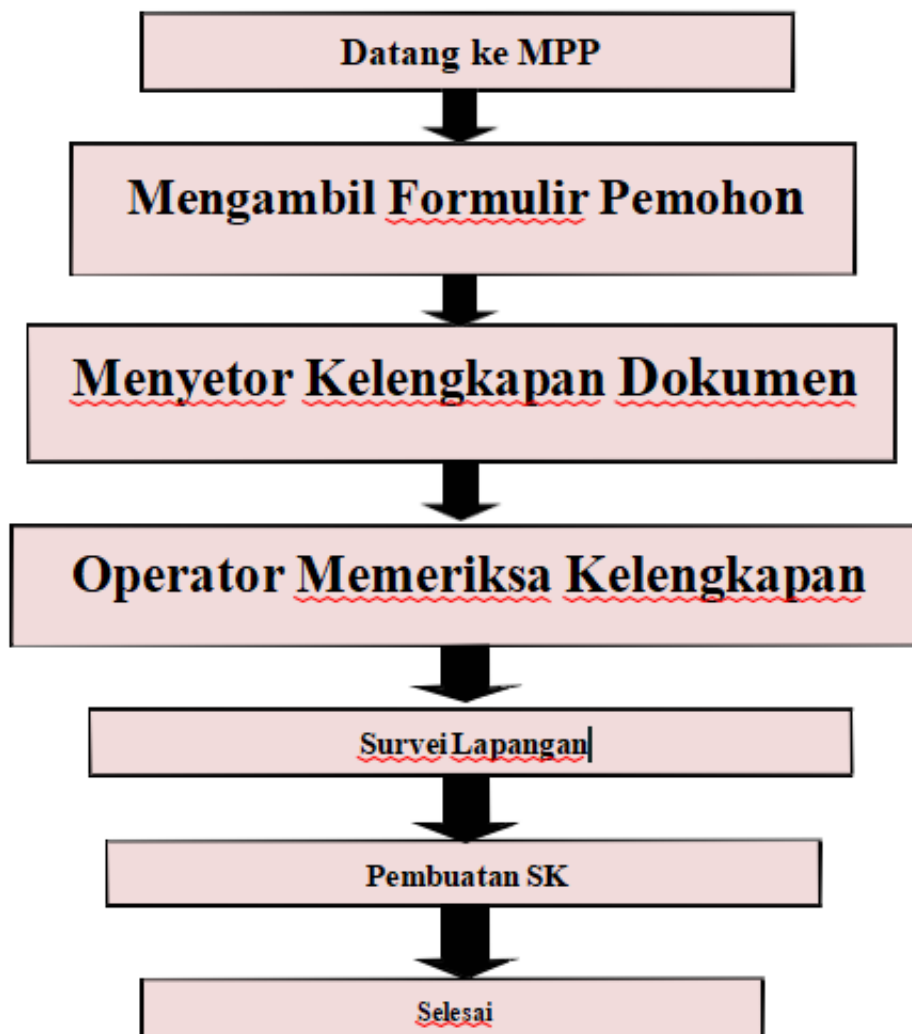 Datang ke MPP
Mengambil Formulir Pemohon
Menyetor Kelengkapan Dokumen
Operator Memeriksa Kelengkapan
Survei Lapangan
Pembuatan SK
Selesai